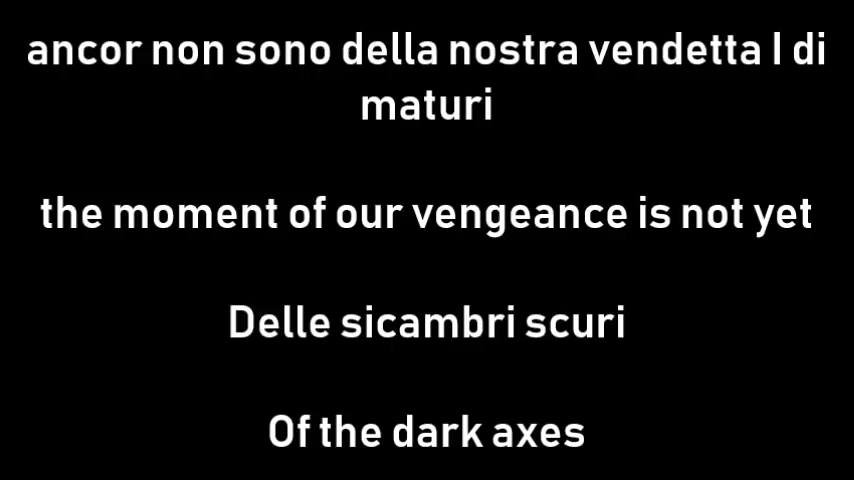 ancor non sono della nostra vendetta I di
maturi
the moment of our vengeance is not yet
Delle sicambri scuri
Of the dark axes